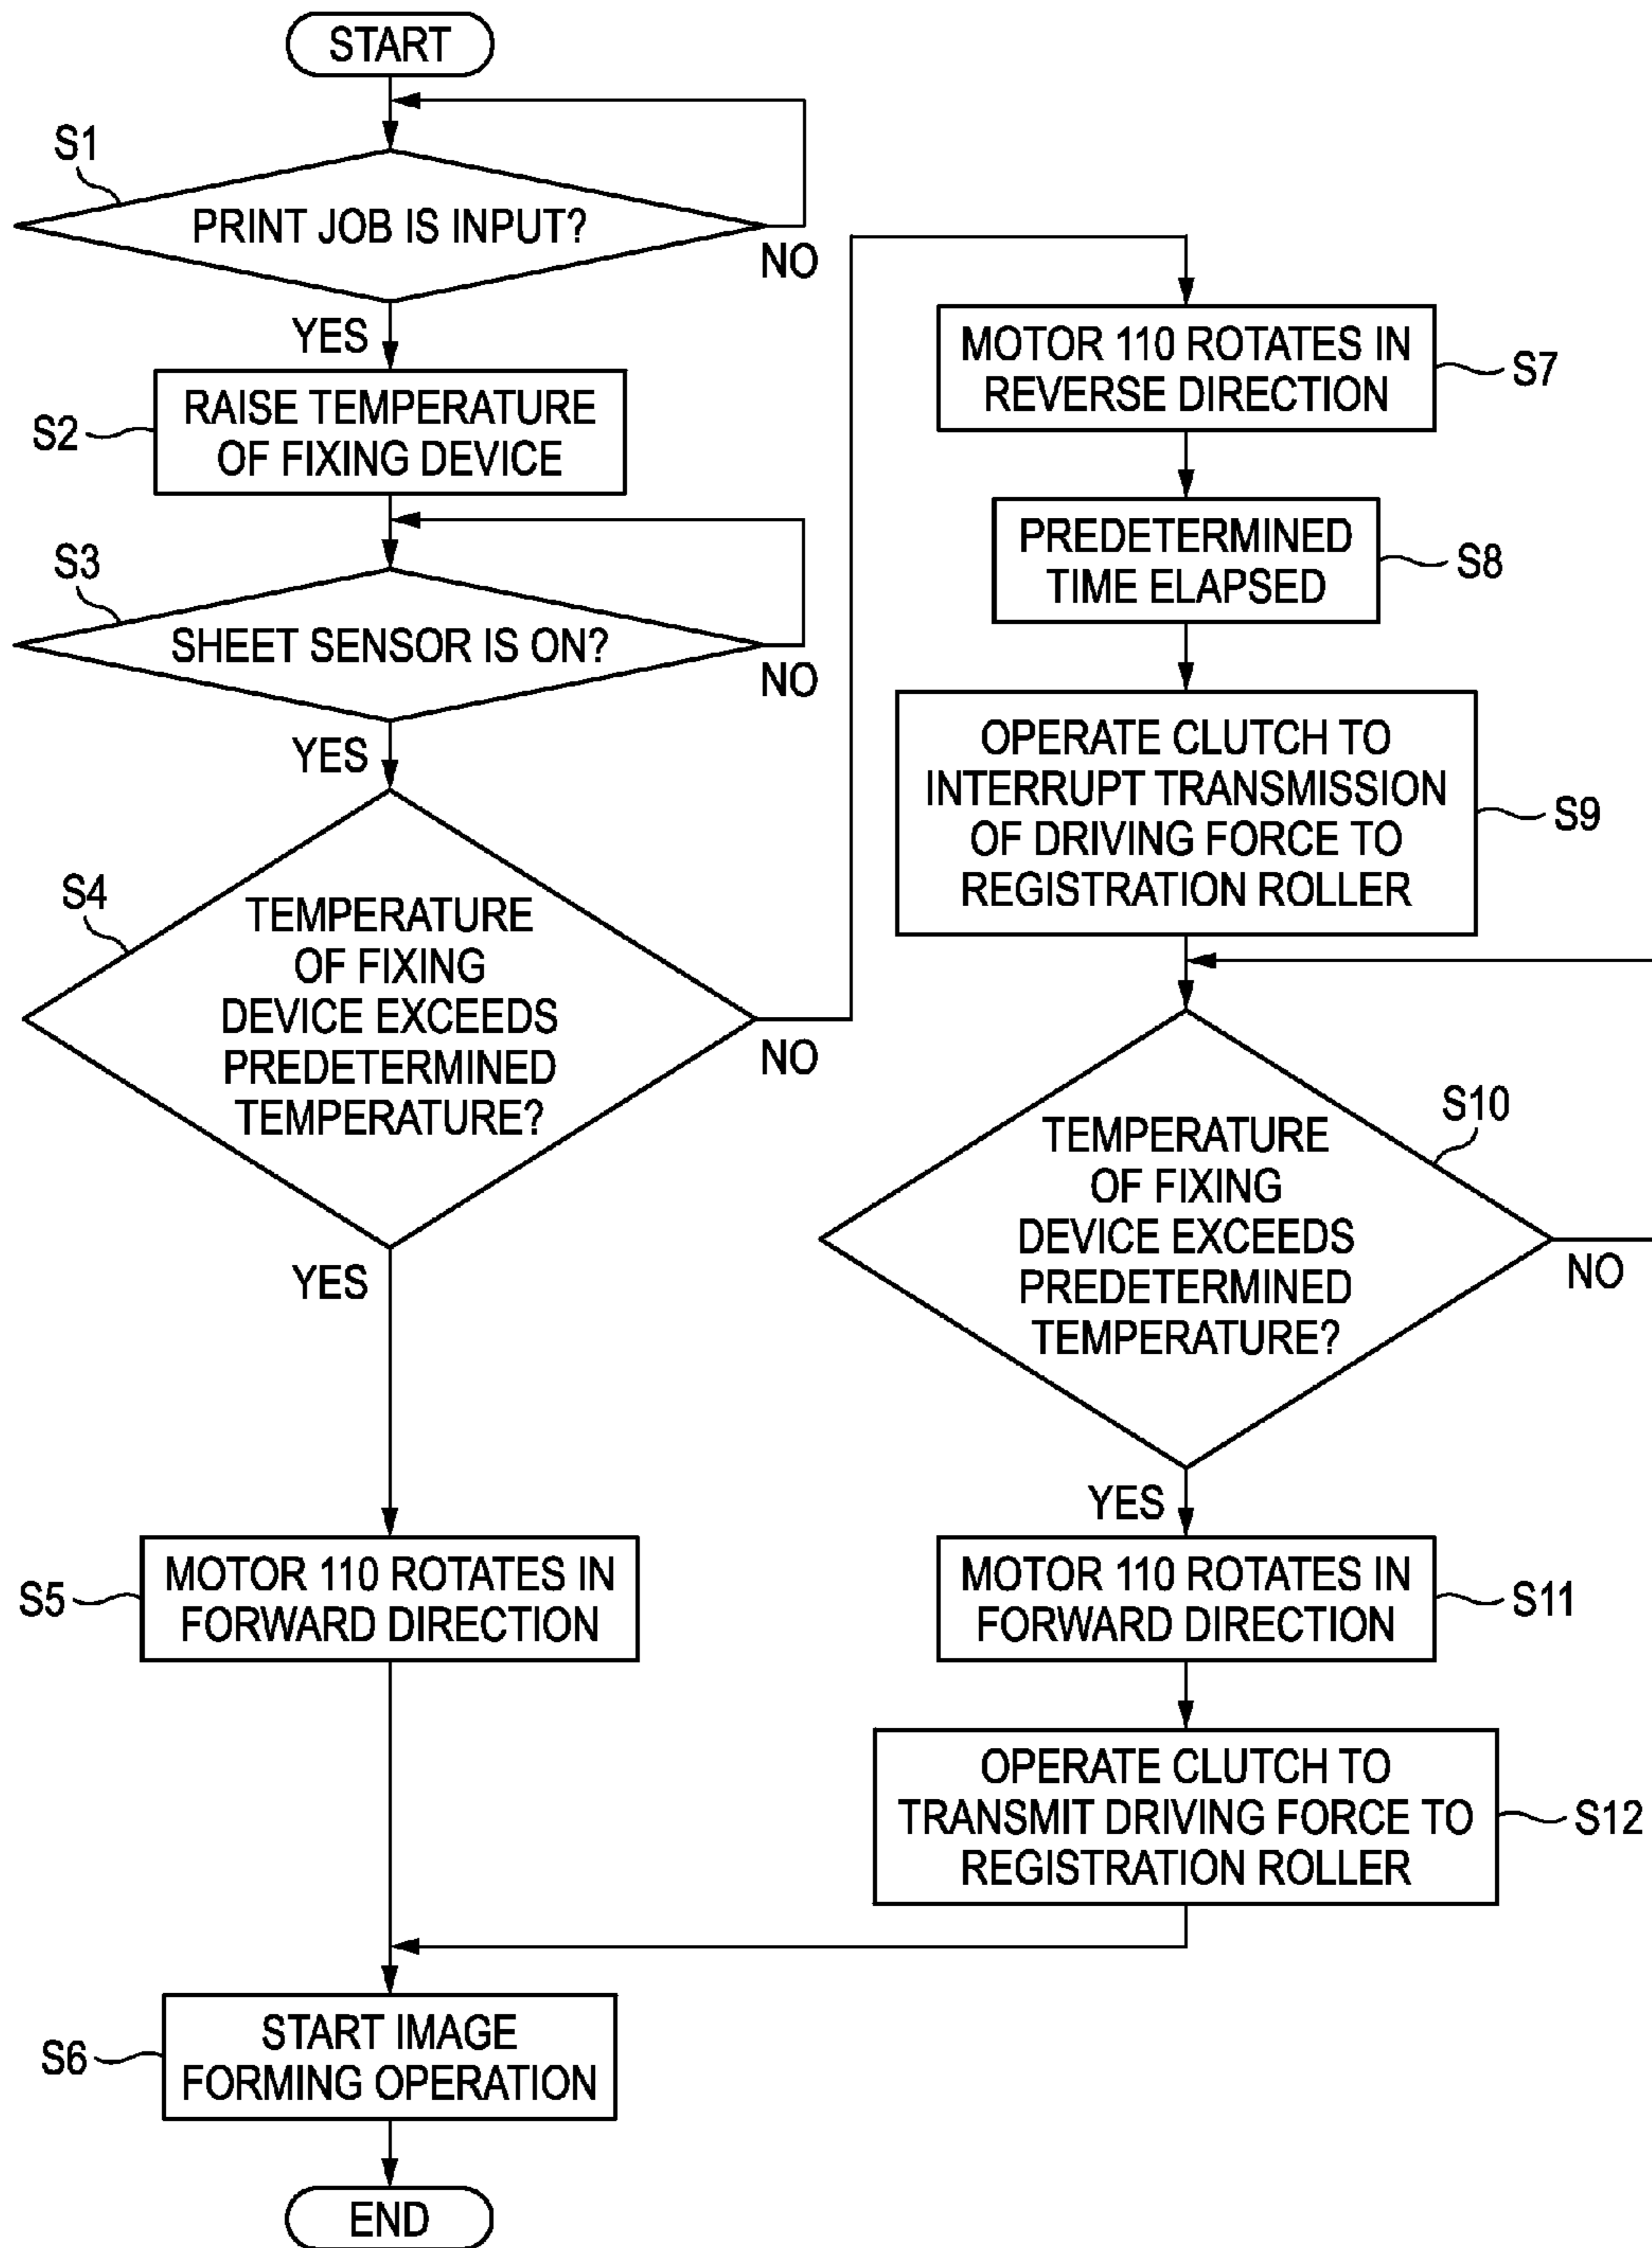 START
S1
PRINT JOB IS INPUT?
NO
YES
S2
RAISE TEMPERATURE
OF FIXING DEVICE
S3
SHEET SENSOR IS ON?
NO
YES
S4
TEMPERATURE
OF FIXING
DEVICE EXCEEDS
PREDETERMINED
TEMPERATURE?
NO
YES
S5
MOTOR 110 ROTATES IN
FORWARD DIRECTION
S6
START IMAGE
FORMING OPERATION
END
MOTOR 110 ROTATES IN
REVERSE DIRECTION
S7
PREDETERMINED
TIME ELAPSED
S8
OPERATE CLUTCH TO
INTERRUPT TRANSMISSION
OF DRIVING FORCE TO
REGISTRATION ROLLER
S9
S10
TEMPERATURE
OF FIXING
DEVICE EXCEEDS
PREDETERMINED
TEMPERATURE?
NO
YES
MOTOR 110 ROTATES IN
FORWARD DIRECTION
S11
OPERATE CLUTCH TO
TRANSMIT DRIVING FORCE TO
REGISTRATION ROLLER
S12